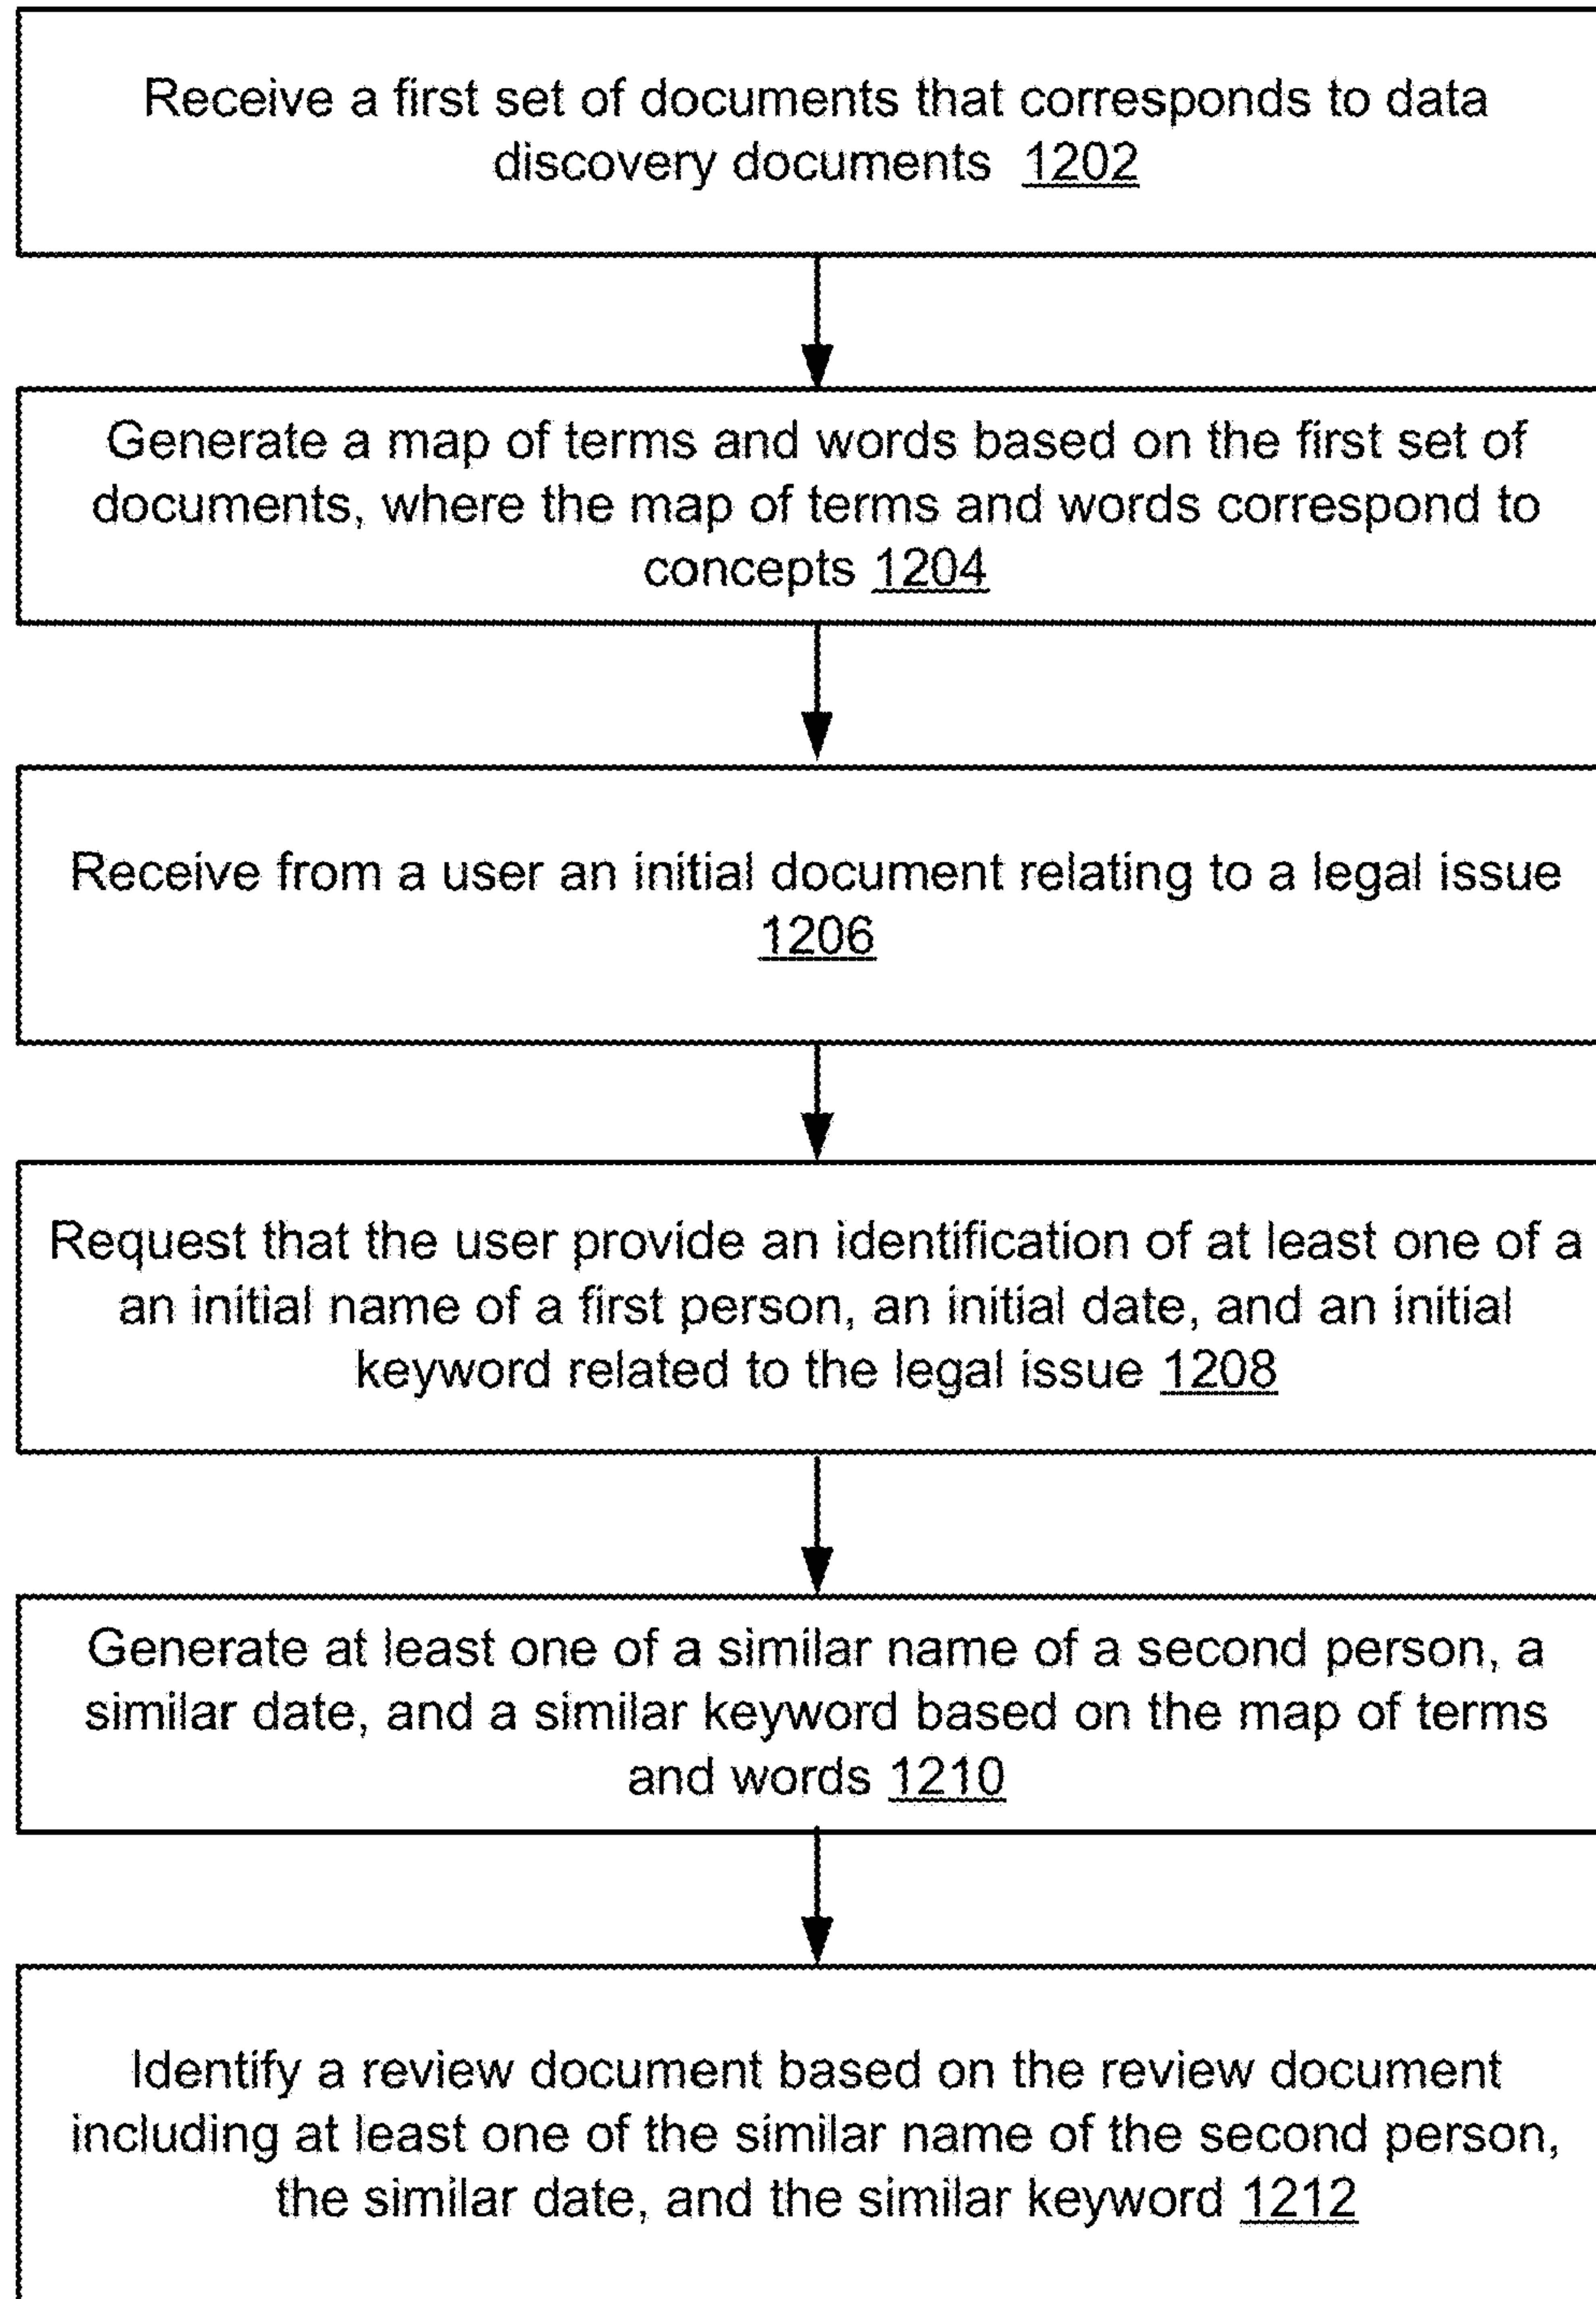 Receive a first set of documents that corresponds to data
discovery documents 1202
Generate a map of terms and words based on the first set of
documents, where the map of terms and words correspond to
concepts 1204
Receive from a user an initial document relating to a legal issue
1206
Request that the user provide an identification of at least one of a
an initial name of a first person, an initial date, and an initial
keyword related to the legal issue 1208
Generate at least one of a similar name of a second person, a
similar date, and a similar keyword based on the map of terms
and words 1210
Identify a review document based on the review document
including at least one of the similar name of the second person,
the similar date, and the similar keyword 1212